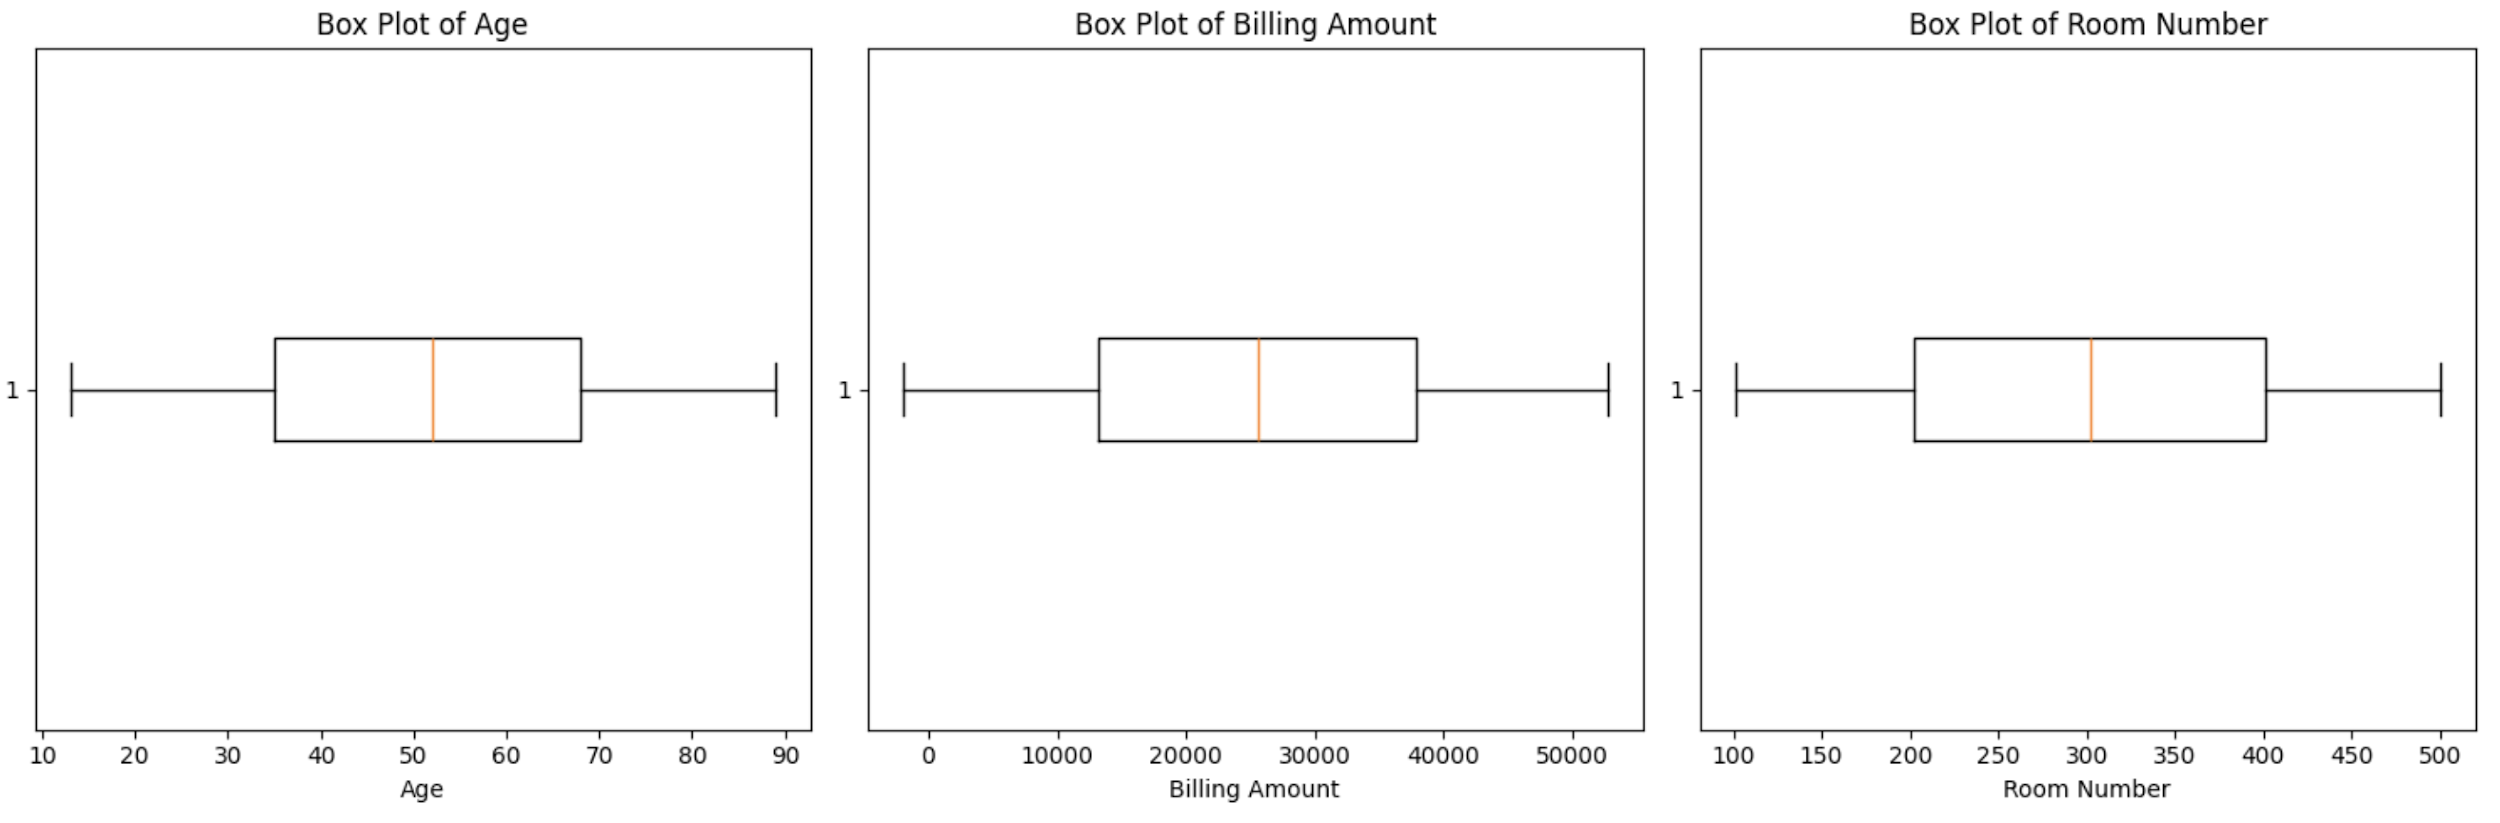 Box Plot of Age
1
10 20 30 40 50 60 70 80 90
Age
Box Plot of Billing Amount
1
0 10000 20000 30000 40000 50000
Billing Amount
Box Plot of Room Number
1
100 150 200 250 300 350 400 450 500
Room Number